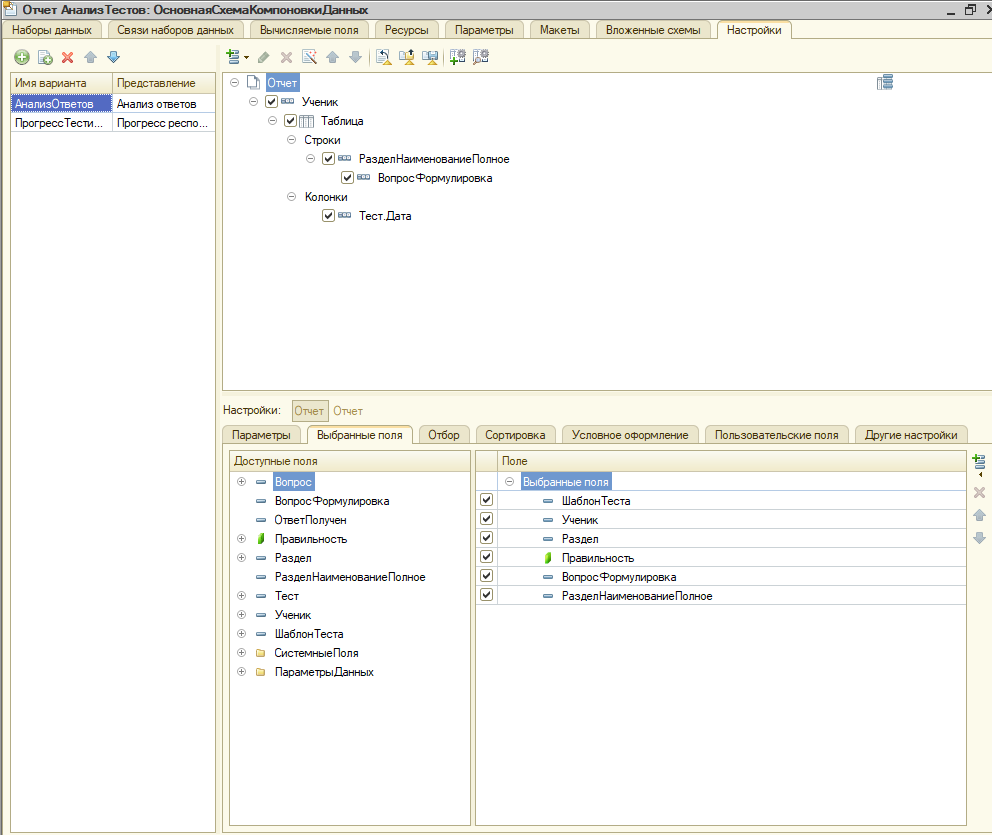 Отчет АнализТестов: ОсновнаяСхемаКомпоновкиДанных
Наборы данных Связи наборов данных Вычисляемые поля Ресурсы Параметры Макеты Вложенные схемы Настройки
Имя варианта Представление
АнализОтветов Анализ ответов
ПрогрессТести... Прогресс респо...
Отчет
Ученик
Таблица
Строки
РазделНаименованиеПолное
ВопросФормулировка
Колонки
Тест.Дата
Настройки: Отчет Отчет
Параметры Выбранные поля Отбор Сортировка Условное оформление Пользовательские поля Другие настройки
Доступные поля
Вопрос
ВопросФормулировка
ОтветПолучен
Правильность
Раздел
РазделНаименованиеПолное
Тест
Ученик
ШаблонТеста
СистемныеПоля
ПараметрыДанных
Поле
Выбранные поля
ШаблонТеста
Ученик
Раздел
Правильность
ВопросФормулировка
РазделНаименованиеПолное